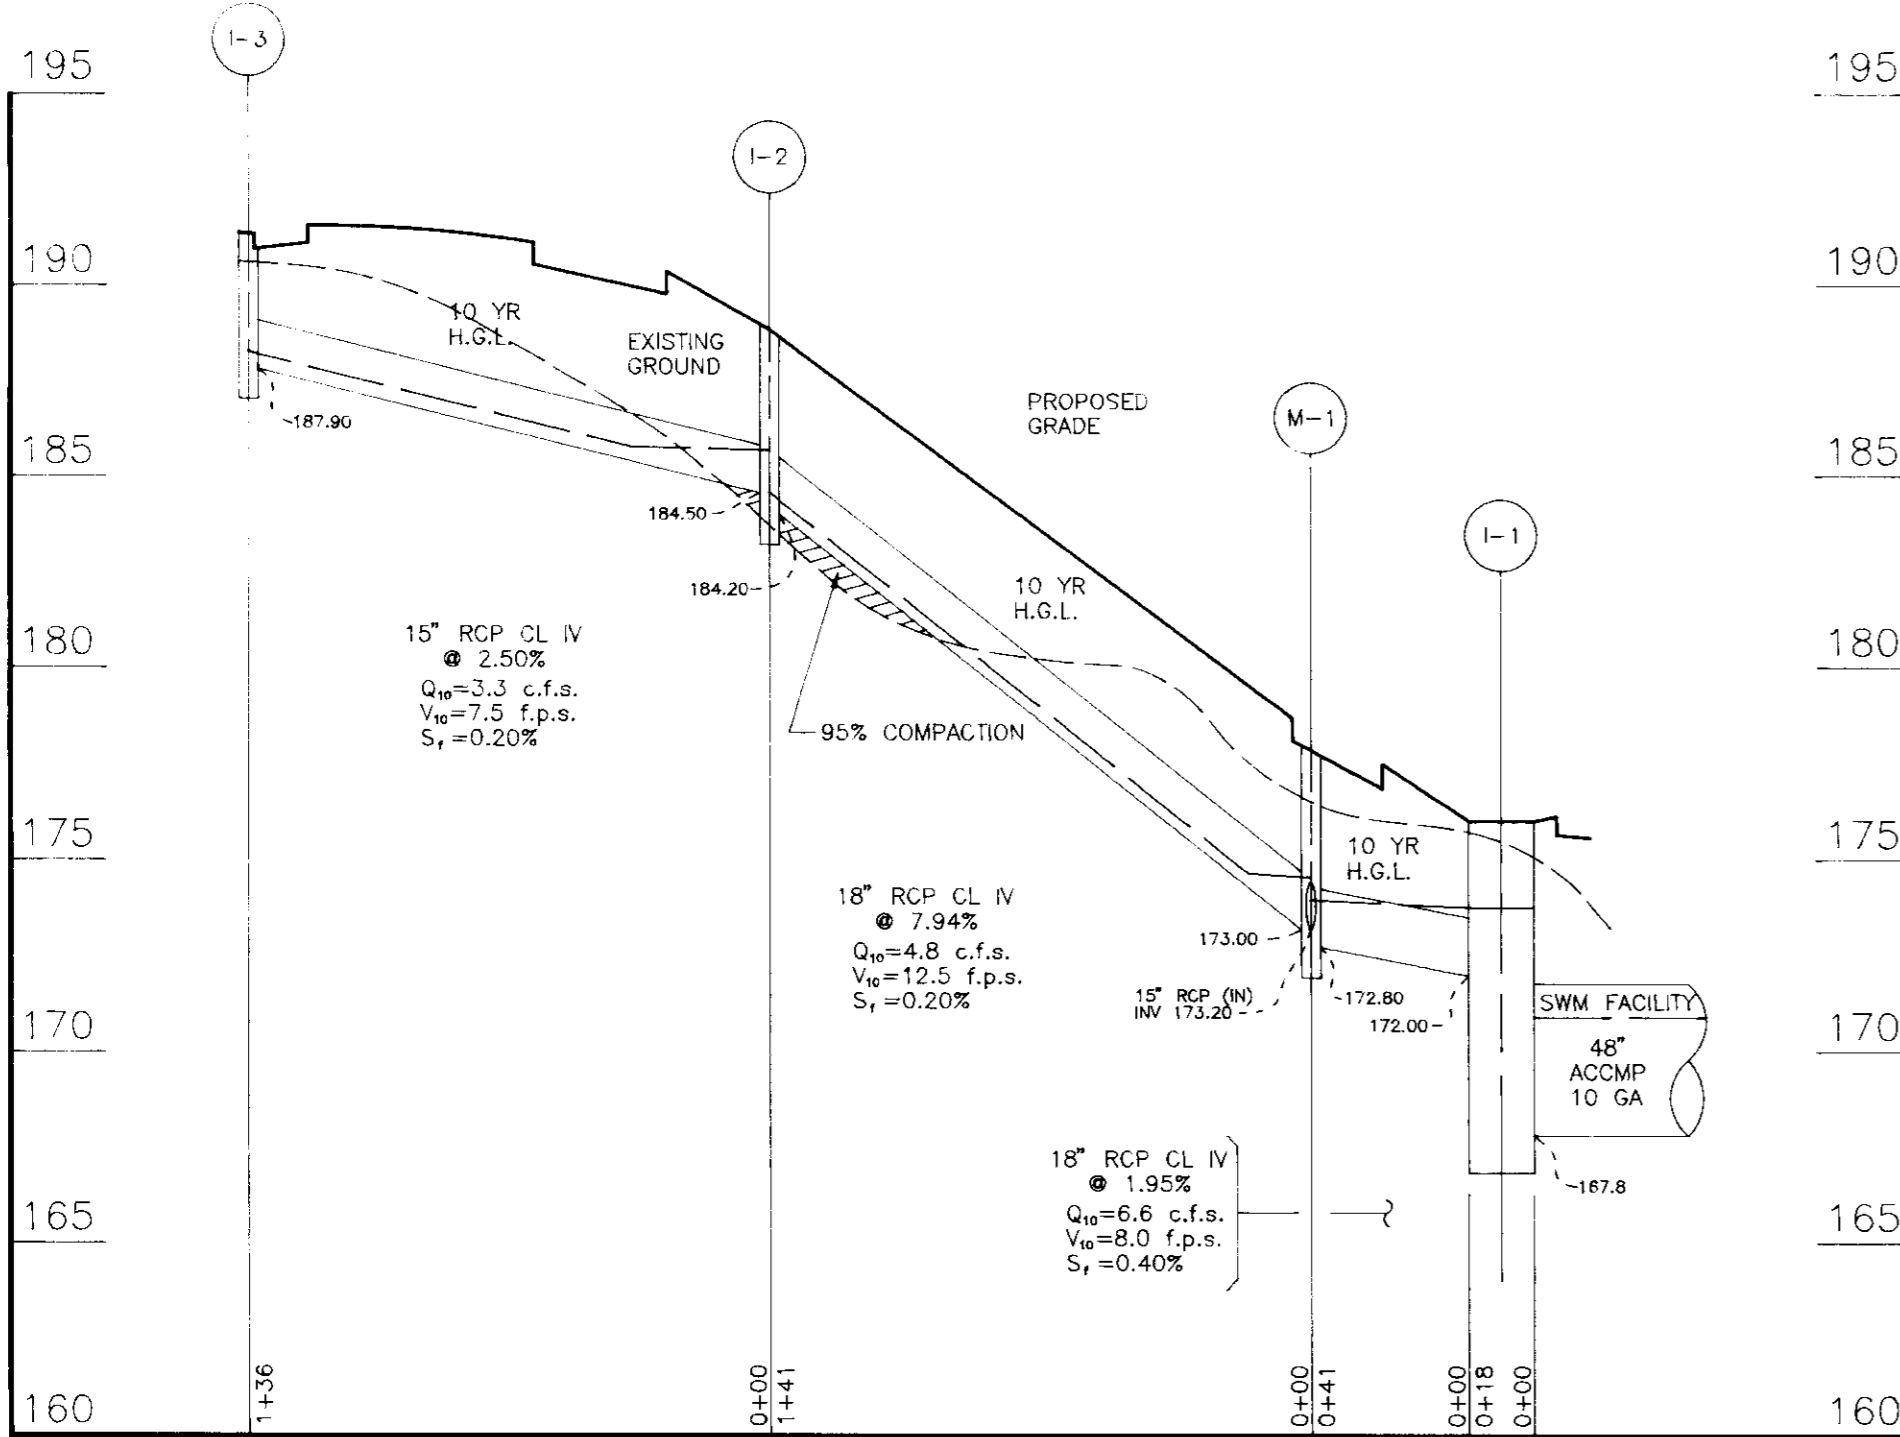 I-3
195
195
I-2
190
190
10 YR
H.G.L.
EXISTING
GROUND
PROPOSED
GRADE
M-1
187.90
185
185
184.50
I-1
184.20
10 YR
H.G.L.
15" RCP CL IV
@ 2.50%
Q10=3.3 c.f.s.
V10=7.5 f.p.s.
Sf=0.20%
180
180
95% COMPACTION
175
175
10 YR
H.G.L.
18" RCP CL IV
@ 7.94%
Q10=4.8 c.f.s.
V10=12.5 f.p.s.
Sf=0.20%
173.00
15" RCP (IN)
INV 173.20
172.80
172.00
SWM FACILITY
48"
ACCMP
10 GA
170
170
18" RCP CL IV
@ 1.95%
Q10=6.6 c.f.s.
V10=8.0 f.p.s.
Sf=0.40%
167.8
165
165
1+36
0+00
1+41
0+00
0+41
0+00
0+18
0+00
160
160